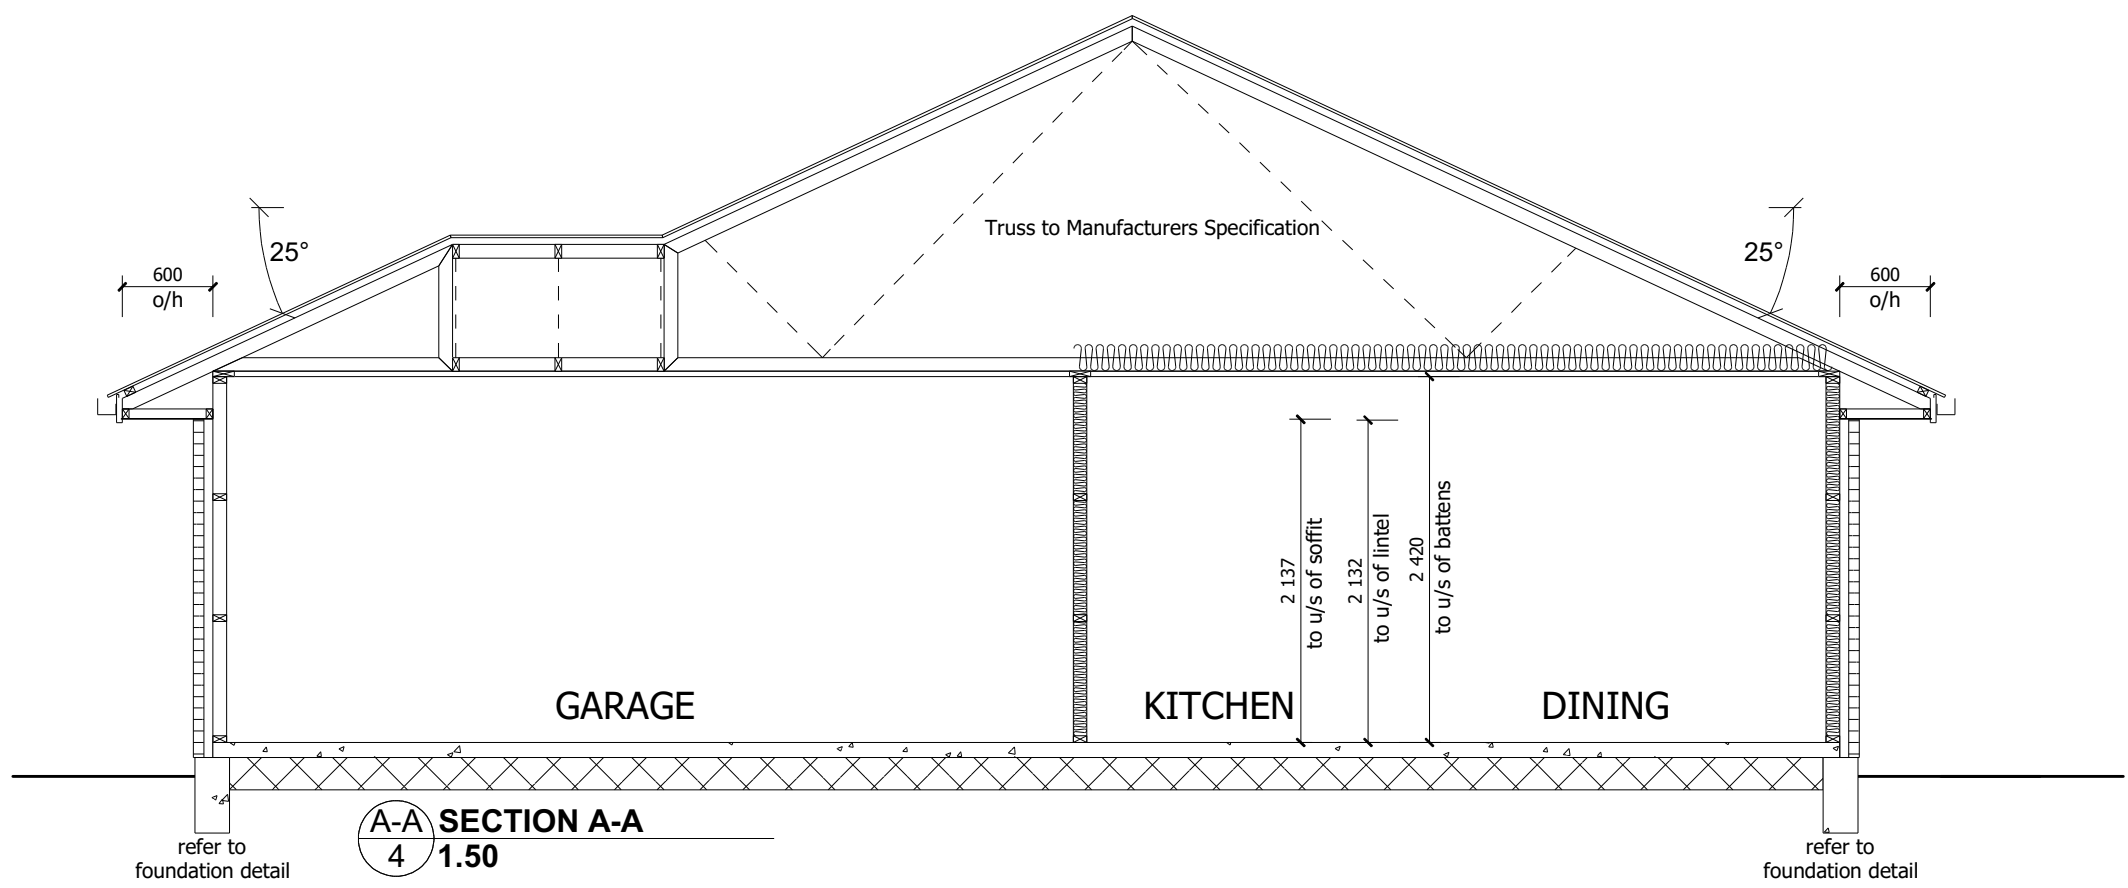 Truss to Manufacturers Specification
25°
25°
600
o/h
600
o/h
2 137
to u/s of soffit
2 132
to u/s of lintel
2 420
to u/s of battens
GARAGE
KITCHEN
DINING
A-A
4
SECTION A-A
1.50
refer to
foundation detail
refer to
foundation detail